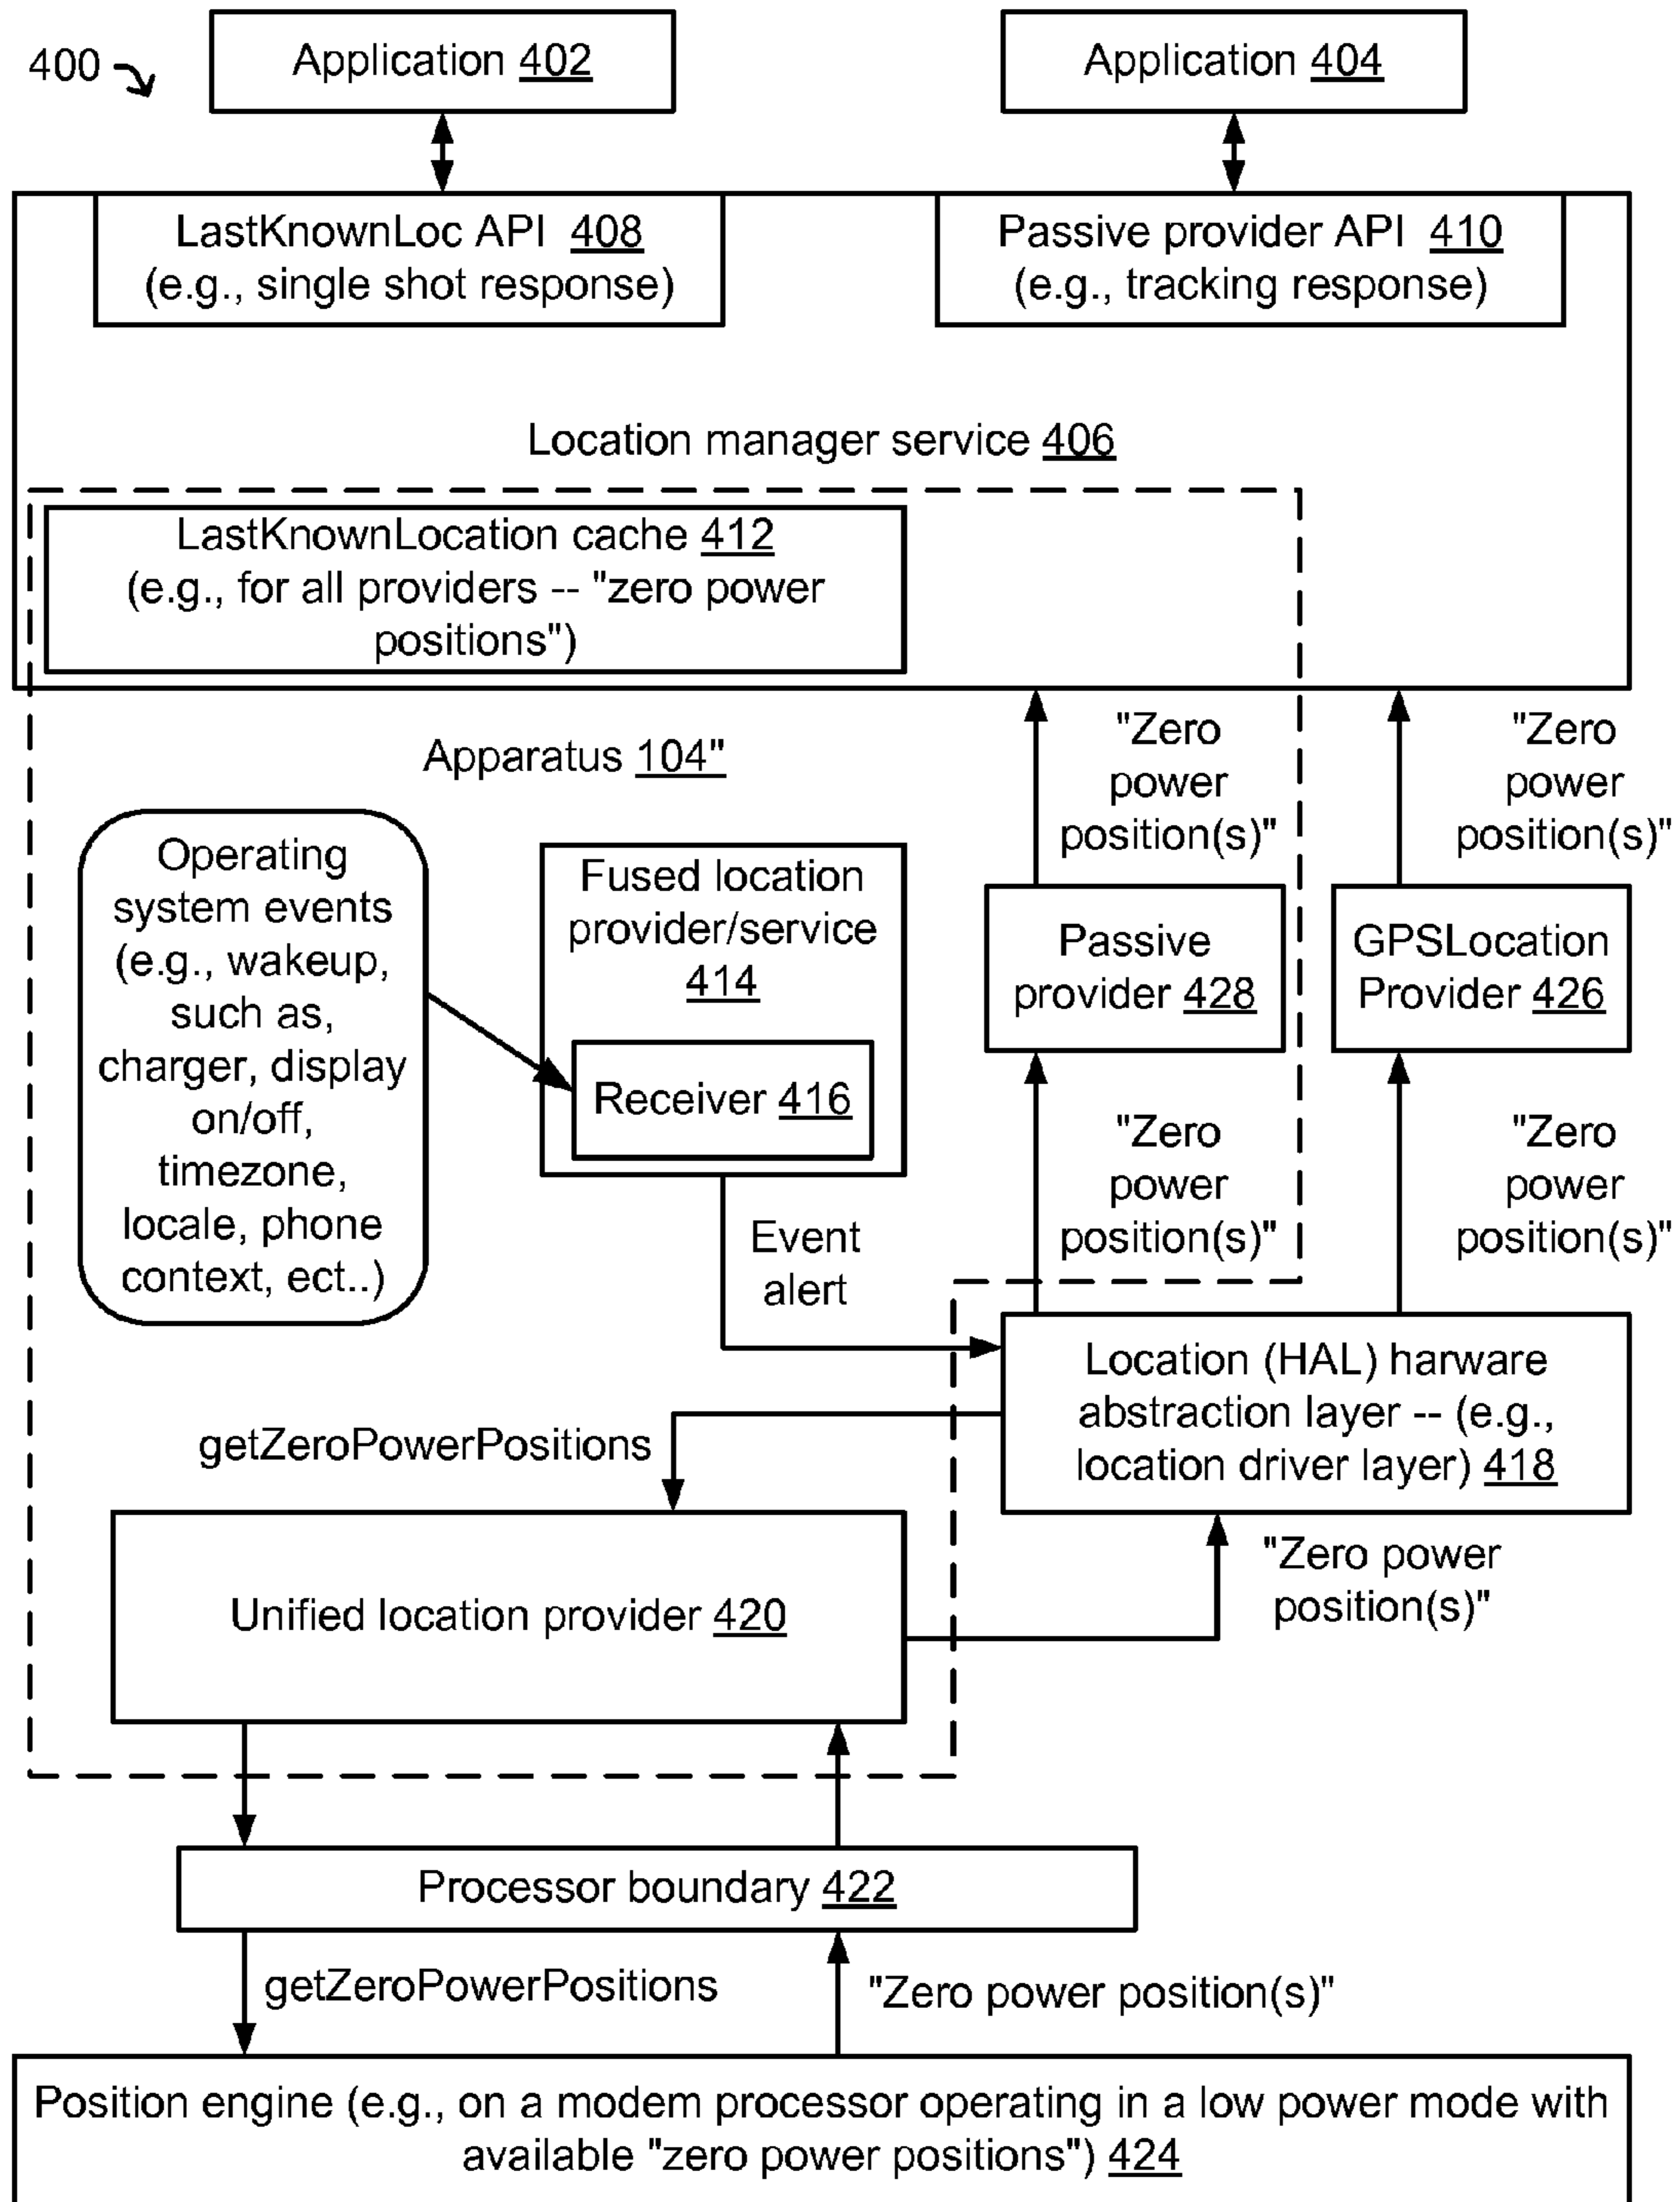 400
Application 402
Application 404
LastKnownLoc API 408
(e.g., single shot response)
Passive provider API 410
(e.g., tracking response)
Location manager service 406
LastKnownLocation cache 412
(e.g., for all providers -- "zero power
positions")
Apparatus 104"
"Zero
power
position(s)"
"Zero
power
position(s)"
Operating
system events
(e.g., wakeup,
such as,
charger, display
on/off,
timezone,
locale, phone
context, ect..)
Fused location
provider/service
414
Receiver 416
Passive
provider 428
GPSLocation
Provider 426
"Zero
power
position(s)"
"Zero
power
position(s)"
Event
alert
Location (HAL) harware
abstraction layer -- (e.g.,
location driver layer) 418
getZeroPowerPositions
Unified location provider 420
"Zero power
position(s)"
Processor boundary 422
getZeroPowerPositions
"Zero power position(s)"
Position engine (e.g., on a modem processor operating in a low power mode with
available "zero power positions") 424